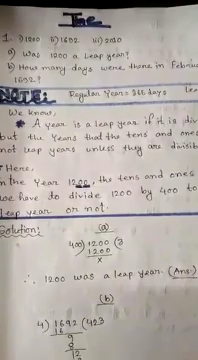 1. i) 1200 ii) 1692 iii) 2010
a) Was 1200 a leap year?
b) How many days were there in Februa
1692?
NOTE: Regular Year = 365 days Lea
We know,
* A year is a leap year if it is div
but the years that the tens and ones
not leap years unless they are divisib
* Here,
In the year 1200, the tens and ones
we have to divide 1200 by 400 to
leap year or not.
Solution:
(a)
400) 1200 (3
1200
x
∴ 1200 was a leap year. (Ans:)
(b)
4) 1692 (423
16
9
8
12